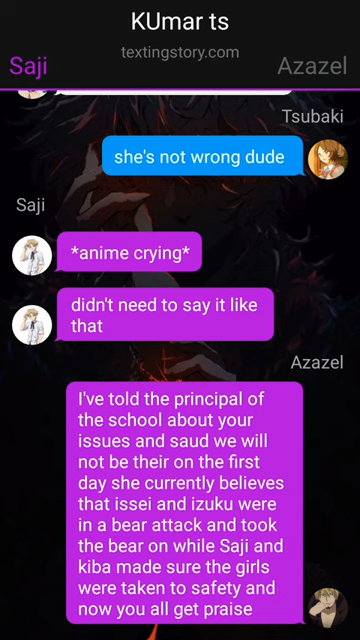 KUmar ts
textingstory.com
Saji
Azazel
Tsubaki
she's not wrong dude
Saji
*anime crying*
didn't need to say it like
that
Azazel
I've told the principal of
the school about your
issues and saud we will
not be their on the first
day she currently believes
that issei and izuku were
in a bear attack and took
the bear on while Saji and
kiba made sure the girls
were taken to safety and
now you all get praise